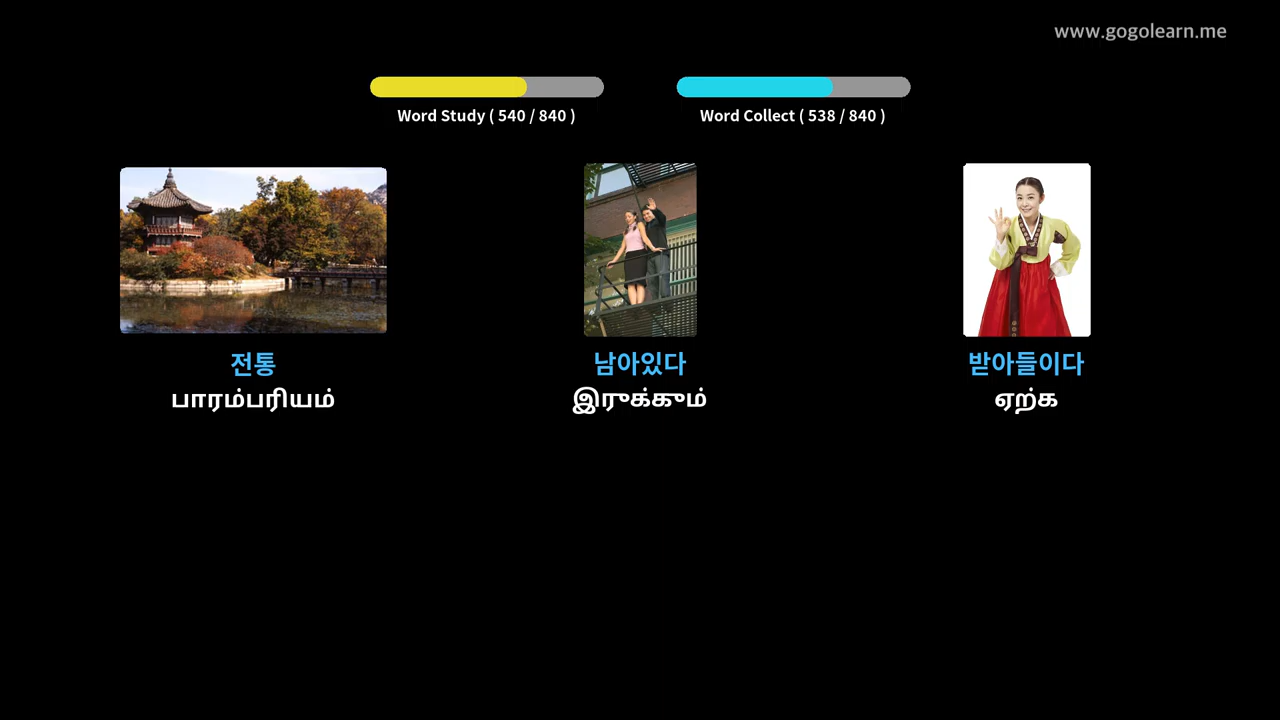 www.gogolearn.me
Word Study ( 540 / 840 )
Word Collect ( 538 / 840 )
전통
பாரம்பரியம்
남아있다
இருக்கும்
받아들이다
ஏற்க